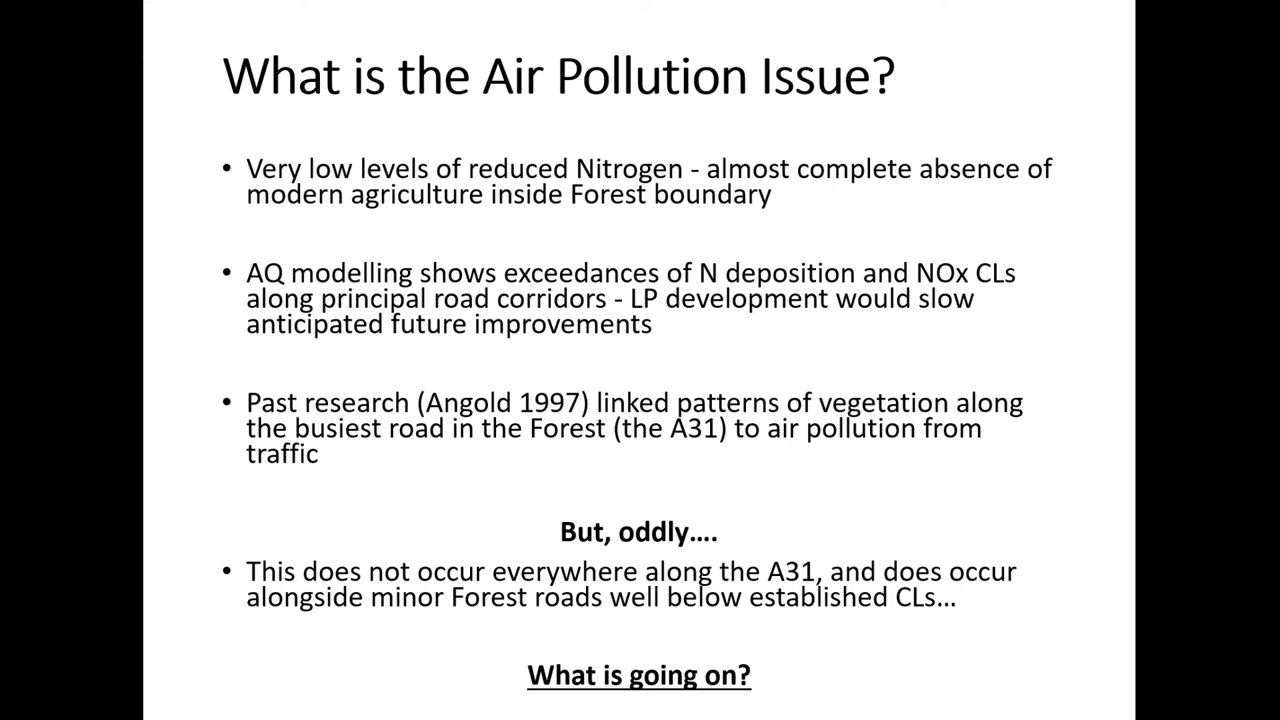 What is the Air Pollution Issue?
• Very low levels of reduced Nitrogen - almost complete absence of
modern agriculture inside Forest boundary
• AQ modelling shows exceedances of N deposition and NOx CLs
along principal road corridors - LP development would slow
anticipated future improvements
• Past research (Angold 1997) linked patterns of vegetation along
the busiest road in the Forest (the A31) to air pollution from
traffic
But, oddly….
• This does not occur everywhere along the A31, and does occur
alongside minor Forest roads well below established CLs…
What is going on?